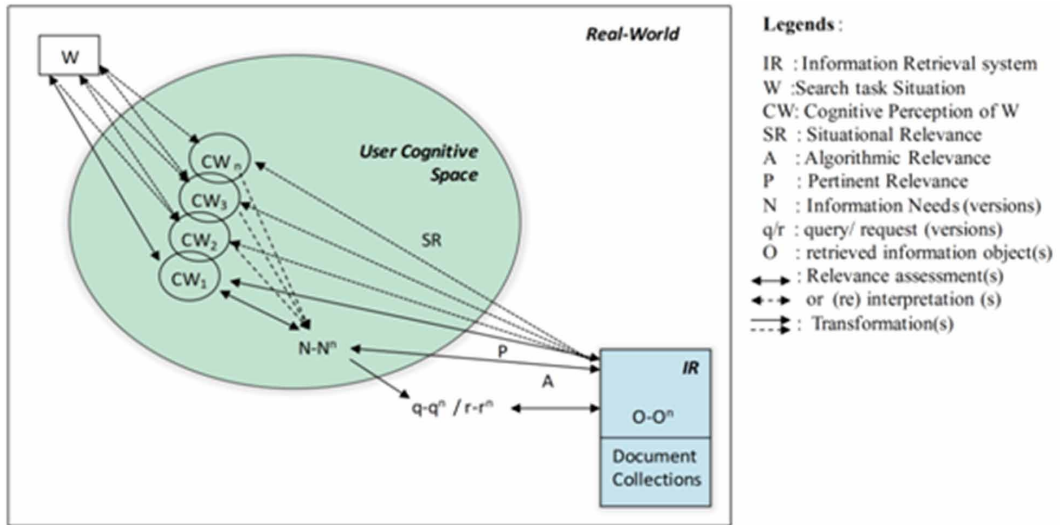 Real-World
W
User Cognitive
Space
CW n
CW₃
CW₂
CW₁
SR
N-Nⁿ
P
A
q-qⁿ / r-rⁿ
IR
O-Oⁿ
Document
Collections
Legends :
IR : Information Retrieval system
W :Search task Situation
CW: Cognitive Perception of W
SR : Situational Relevance
A : Algorithmic Relevance
P : Pertinent Relevance
N : Information Needs (versions)
q/r : query/ request (versions)
O : retrieved information object(s)
: Relevance assessment(s)
or (re) interpretation (s)
: Transformation(s)